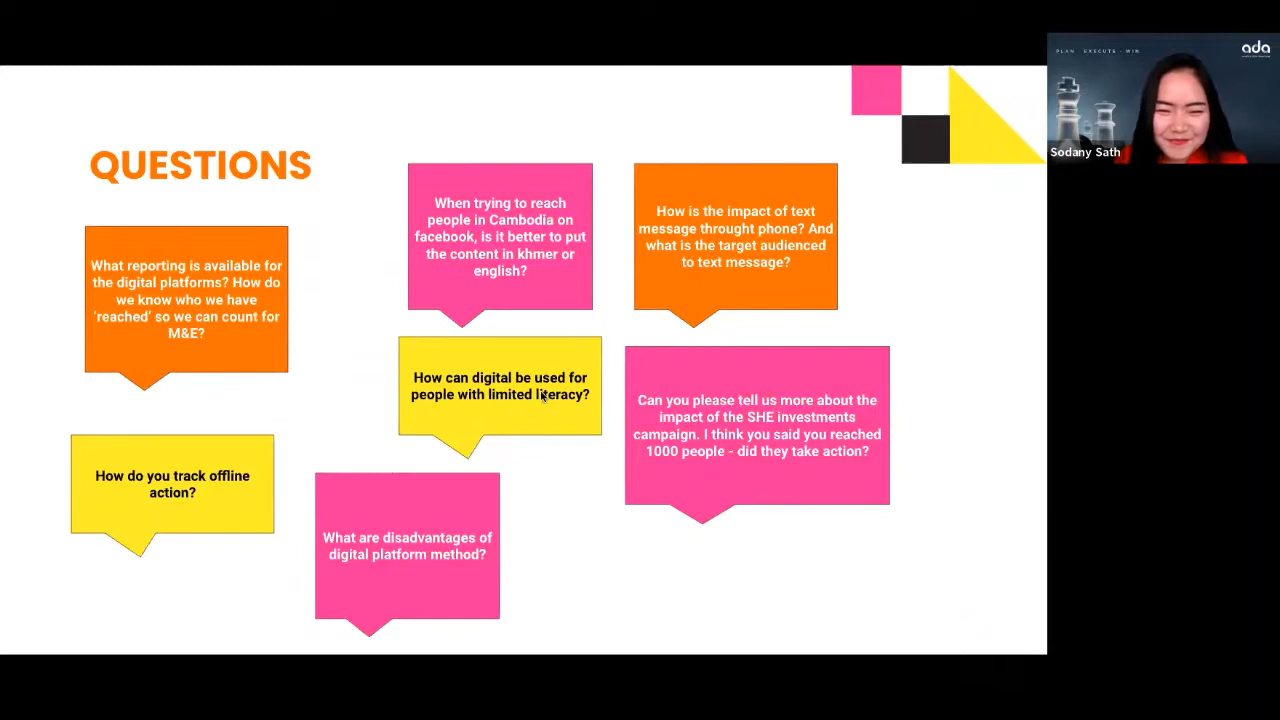 PLAN EXECUTE · WIN
ada
Sodany Sath
QUESTIONS
What reporting is available for
the digital platforms? How do
we know who we have
‘reached’ so we can count for
M&E?
When trying to reach
people in Cambodia on
facebook, is it better to put
the content in khmer or
english?
How is the impact of text
message throught phone? And
what is the target audienced
to text message?
How can digital be used for
people with limited literacy?
Can you please tell us more about the
impact of the SHE investments
campaign. I think you said you reached
1000 people - did they take action?
How do you track offline
action?
What are disadvantages of
digital platform method?